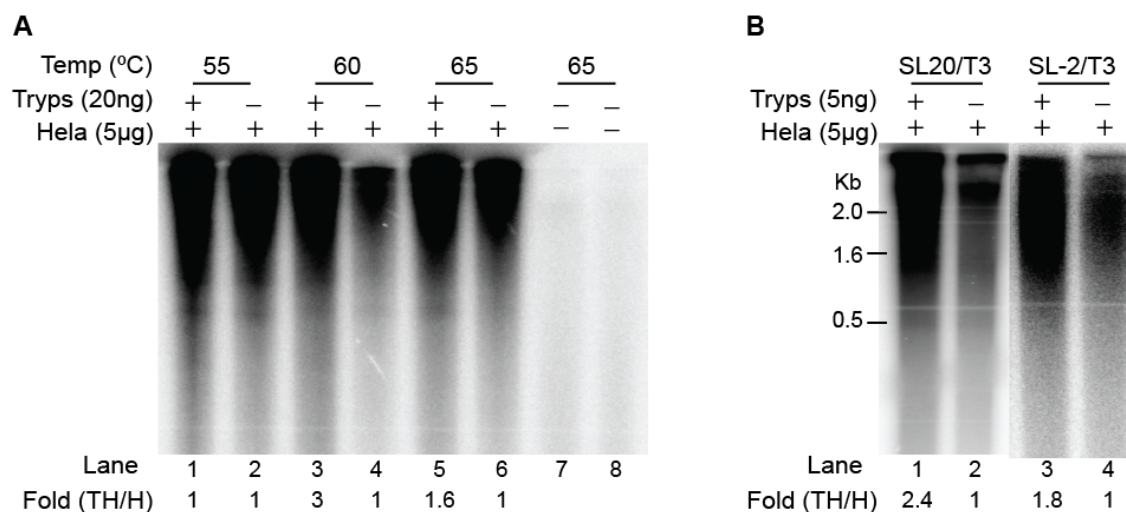 A
Temp (ºC) 55 60 65 65
Tryps (20ng) + – + – + – – –
Hela (5µg) + + + + + + – –
Lane 1 2 3 4 5 6 7 8
Fold (TH/H) 1 1 3 1 1.6 1
B
SL20/T3 SL-2/T3
Tryps (5ng) + – + –
Hela (5µg) + + + +
Kb
2.0
1.6
0.5
Lane 1 2 3 4
Fold (TH/H) 2.4 1 1.8 1